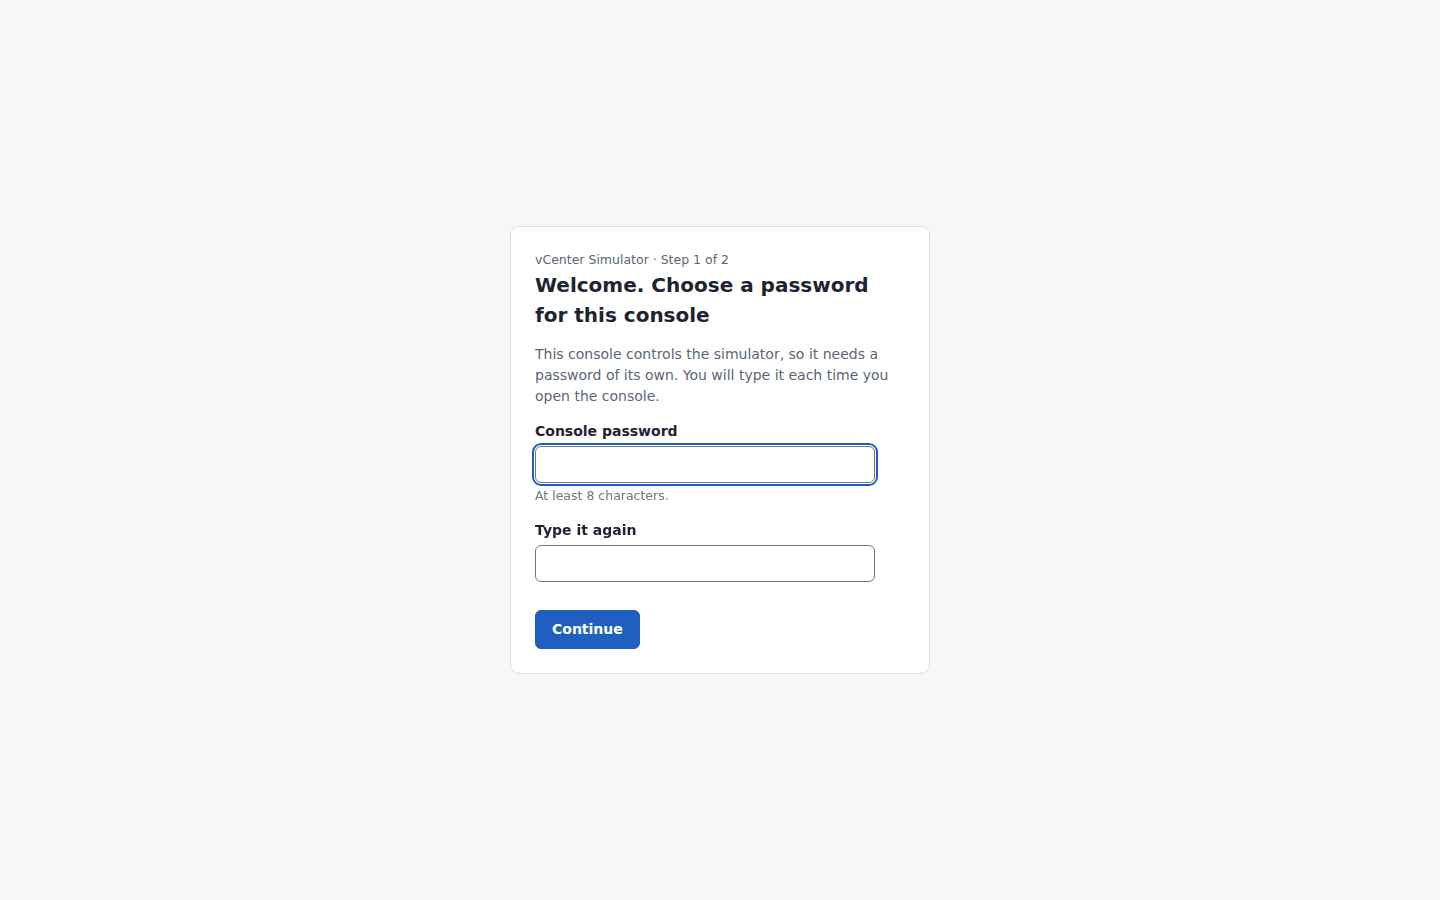 vCenter Simulator · Step 1 of 2
Welcome. Choose a password
for this console
This console controls the simulator, so it needs a
password of its own. You will type it each time you
open the console.
Console password
At least 8 characters.
Type it again
Continue